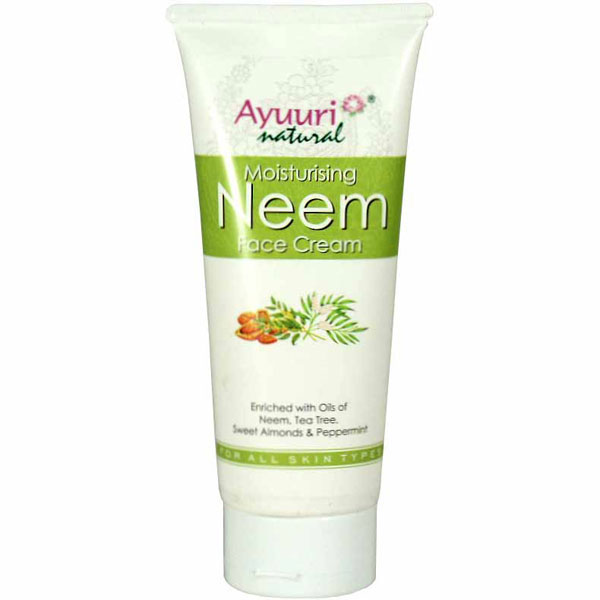 Ayuuri ®
natural
Moisturising
Neem
Face Cream
Enriched with Oils of
Neem, Tea Tree,
Sweet Almonds & Peppermint
FOR ALL SKIN TYPES